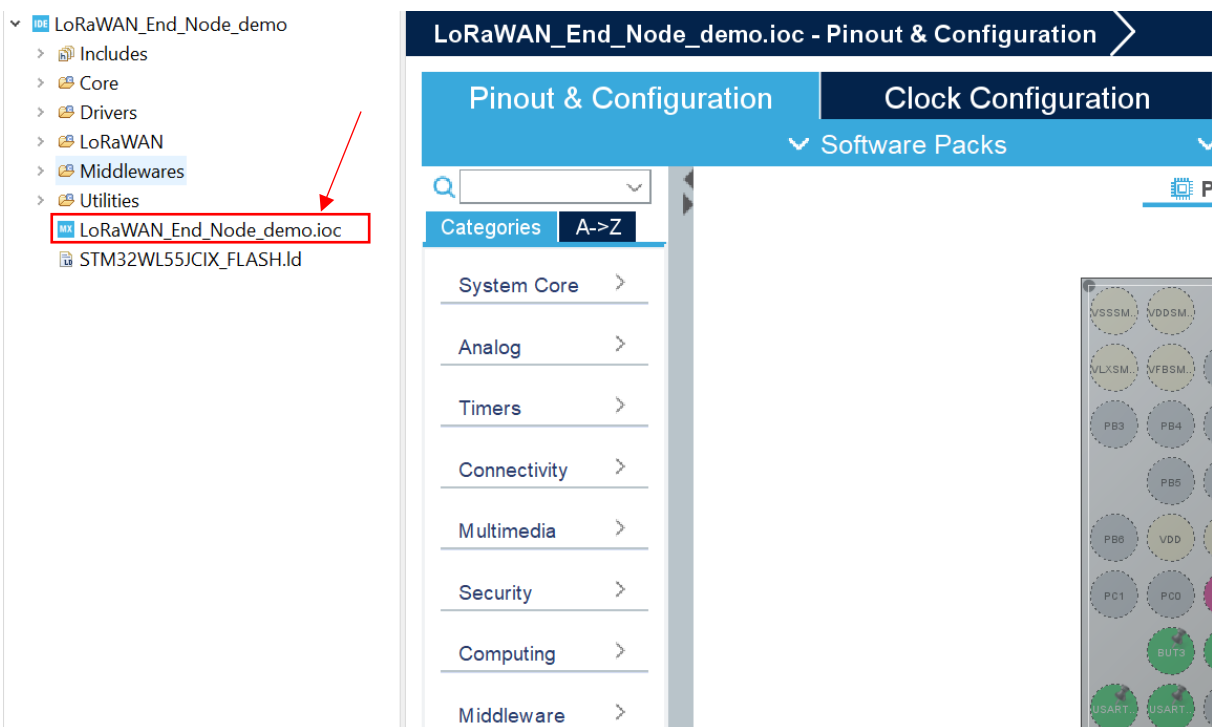 IDE LoRaWAN_End_Node_demo
Includes
Core
Drivers
LoRaWAN
Middlewares
Utilities
MX LoRaWAN_End_Node_demo.ioc
STM32WL55JCIX_FLASH.ld
LoRaWAN_End_Node_demo.ioc - Pinout & Configuration
Pinout & Configuration
Clock Configuration
Software Packs
P
Categories
A->Z
System Core
Analog
Timers
Connectivity
Multimedia
Security
Computing
Middleware
VSSSM.. VDDSM..
VLXSM.. VFBSM..
PB3 PB4
PB5
PB6 VDD
PC1 PC0
BUT3
USART.. USART..